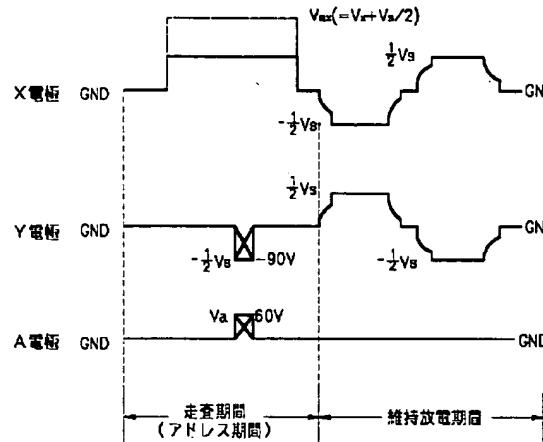 Vmx(=Vx+Vs/2)
1/2Vs
X電極 GND
GND
-1/2Vs
1/2Vs
Y電極 GND
GND
-1/2Vs
-90V
-1/2Vs
Va
60V
A電極 GND
GND
走査期間
(アドレス期間)
維持放電期間